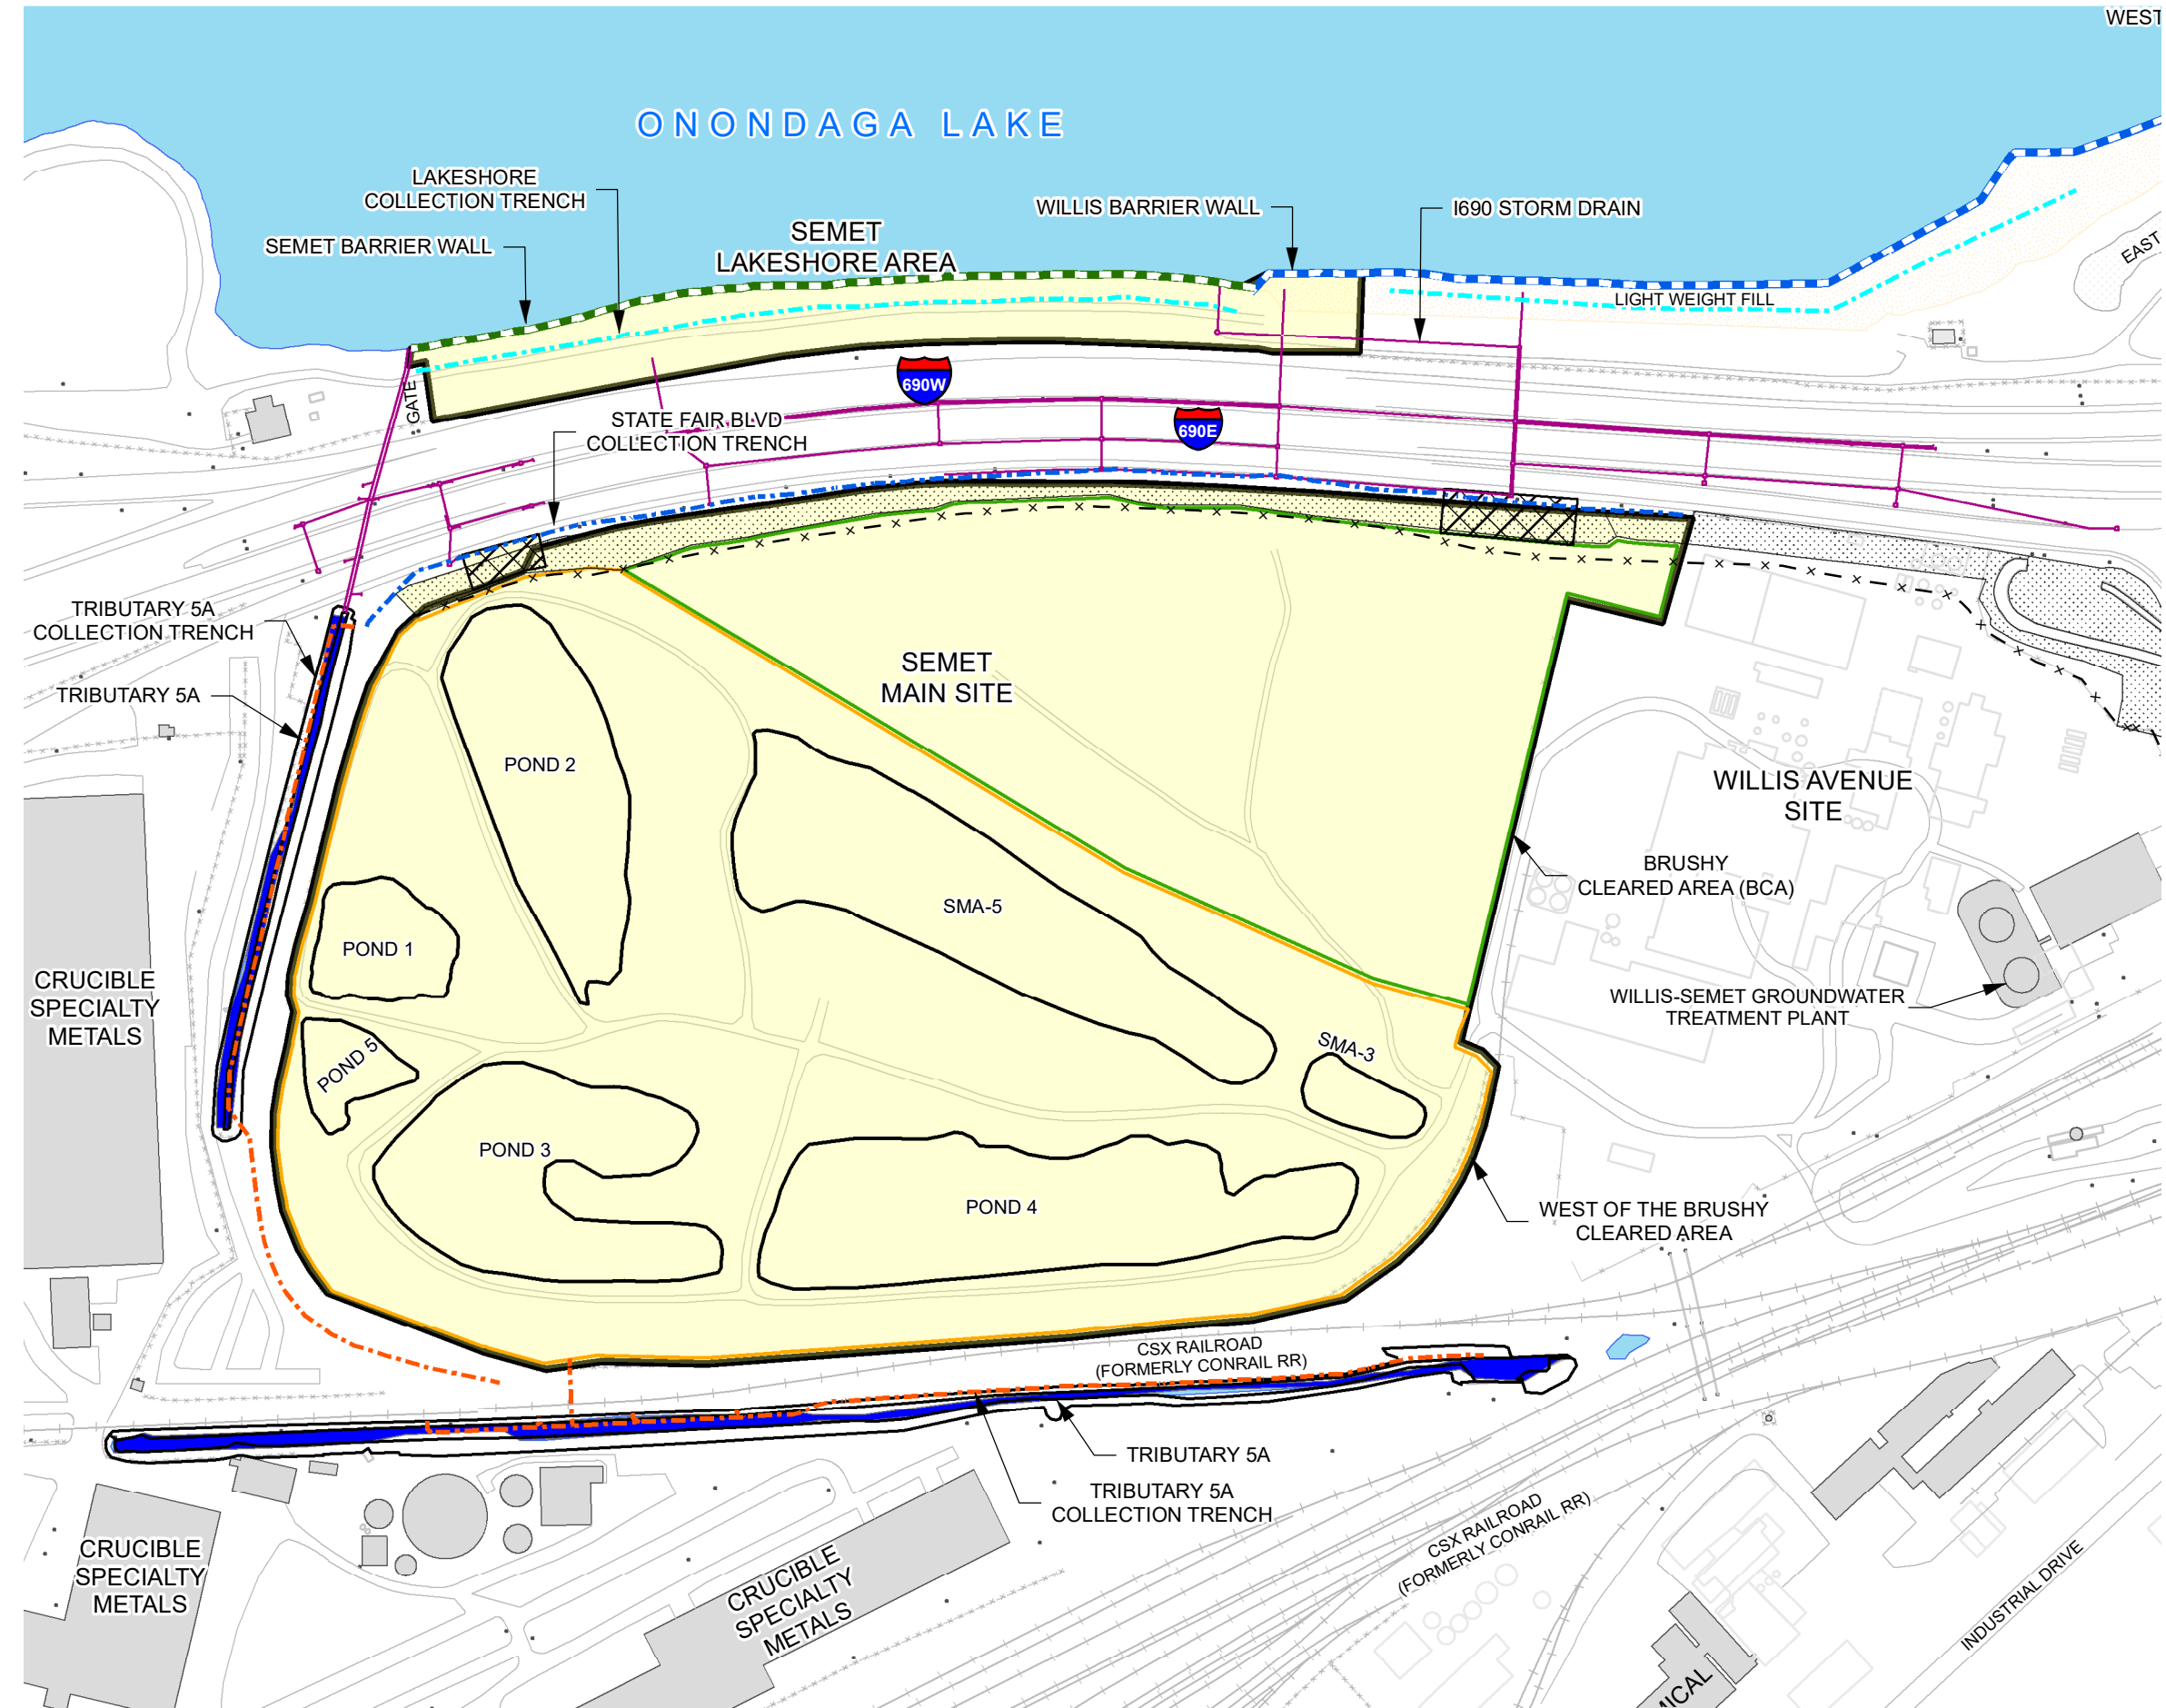 WEST
ONONDAGA LAKE
LAKESHORE
COLLECTION TRENCH
WILLIS BARRIER WALL
I690 STORM DRAIN
SEMET BARRIER WALL
SEMET
LAKESHORE AREA
EAST
LIGHT WEIGHT FILL
GATE
690W
STATE FAIR BLVD
COLLECTION TRENCH
690E
TRIBUTARY 5A
COLLECTION TRENCH
TRIBUTARY 5A
SEMET
MAIN SITE
POND 2
WILLIS AVENUE
SITE
BRUSHY
CLEARED AREA (BCA)
SMA-5
POND 1
CRUCIBLE
SPECIALTY
METALS
WILLIS-SEMET GROUNDWATER
TREATMENT PLANT
POND 5
SMA-3
POND 3
POND 4
WEST OF THE BRUSHY
CLEARED AREA
CSX RAILROAD
(FORMERLY CONRAIL RR)
TRIBUTARY 5A
TRIBUTARY 5A
COLLECTION TRENCH
CSX RAILROAD
(FORMERLY CONRAIL RR)
CRUCIBLE
SPECIALTY
METALS
CRUCIBLE
SPECIALTY
METALS
INDUSTRIAL DRIVE
MICAL